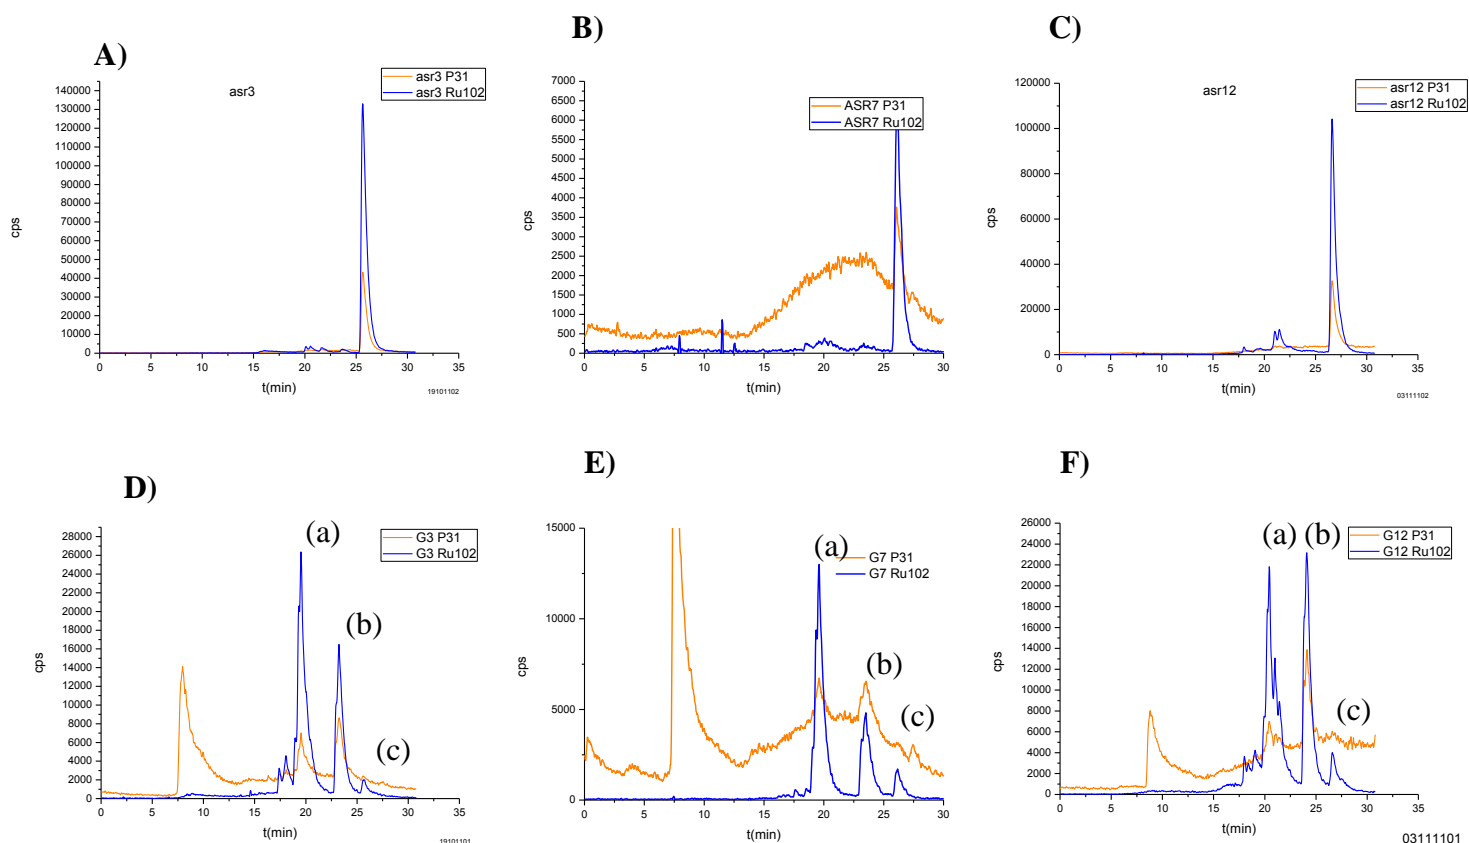 A)
asr3
asr3 P31
asr3 Ru102
140000
130000
120000
110000
100000
90000
80000
70000
60000
50000
40000
30000
20000
10000
0
cps
0 5 10 15 20 25 30 35
t(min)
19101102
B)
ASR7 P31
ASR7 Ru102
7000
6500
6000
5500
5000
4500
4000
3500
3000
2500
2000
1500
1000
500
0
cps
0 5 10 15 20 25 30
t(min)
C)
asr12
asr12 P31
asr12 Ru102
120000
100000
80000
60000
40000
20000
0
cps
0 5 10 15 20 25 30 35
t(min)
03111102
D)
G3 P31
G3 Ru102
(a)
(b)
(c)
28000
26000
24000
22000
20000
18000
16000
14000
12000
10000
8000
6000
4000
2000
0
cps
0 5 10 15 20 25 30 35
t(min)
19101101
E)
G7 P31
G7 Ru102
(a)
(b)
(c)
15000
10000
5000
0
cps
0 5 10 15 20 25 30
t(min)
F)
G12 P31
G12 Ru102
(a) (b)
(c)
26000
24000
22000
20000
18000
16000
14000
12000
10000
8000
6000
4000
2000
0
cps
0 5 10 15 20 25 30 35
t(min)
03111101